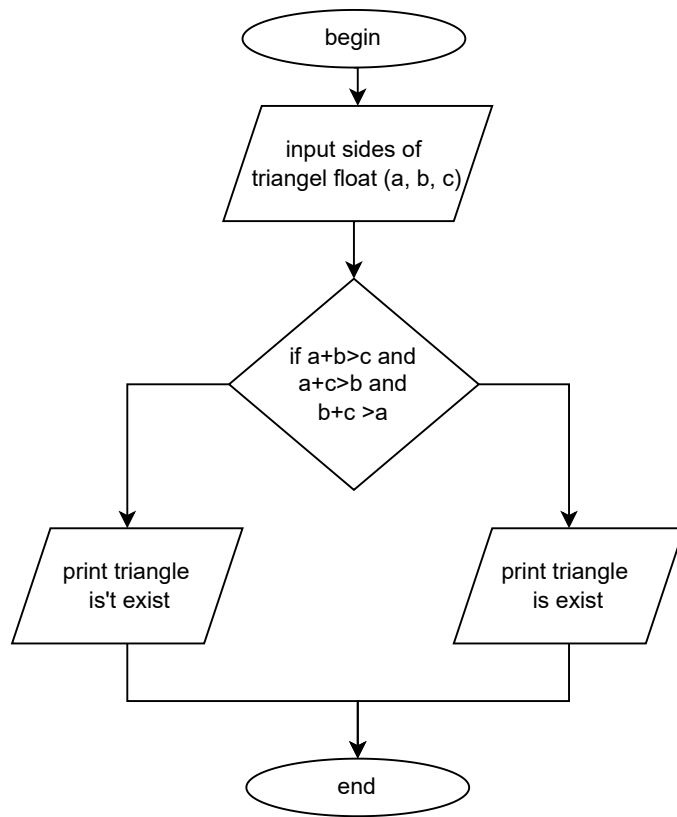 begin
input sides of
triangel float (a, b, c)
if a+b>c and
a+c>b and
b+c >a
print triangle
is't exist
print triangle
is exist
end